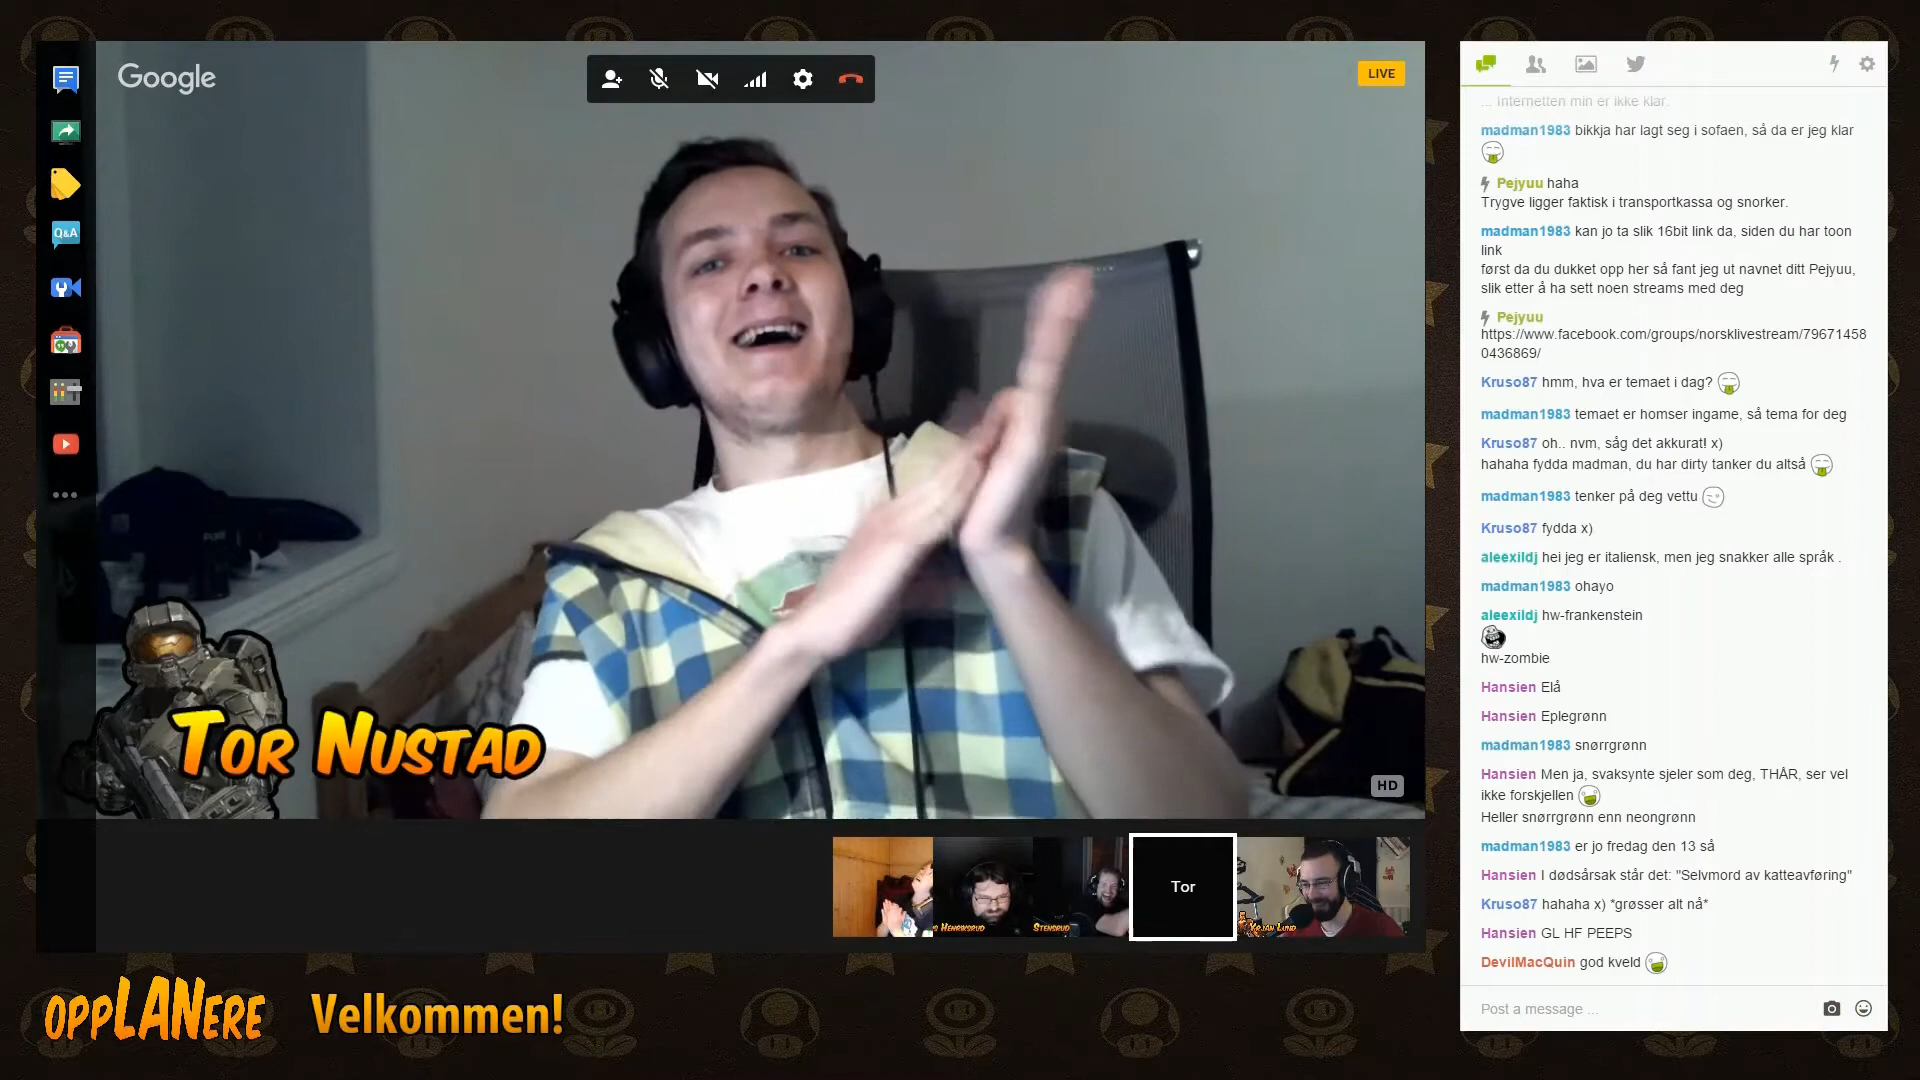 Google
LIVE
Q&A
TOR NUSTAD
HD
S HENRIKSRUD
STENSRUD
Tor
ØRJAN LUND
OPPLANERE
Velkommen!
... Internetten min er ikke klar.
madman1983 bikkja har lagt seg i sofaen, så da er jeg klar
Pejyuu haha
Trygve ligger faktisk i transportkassa og snorker.
madman1983 kan jo ta slik 16bit link da, siden du har toon
link
først da du dukket opp her så fant jeg ut navnet ditt Pejyuu,
slik etter å ha sett noen streams med deg
Pejyuu
https://www.facebook.com/groups/norsklivestream/79671458
0436869/
Kruso87 hmm, hva er temaet i dag?
madman1983 temaet er homser ingame, så tema for deg
Kruso87 oh.. nvm, såg det akkurat! x)
hahaha fydda madman, du har dirty tanker du altså
madman1983 tenker på deg vettu
Kruso87 fydda x)
aleexildj hei jeg er italiensk, men jeg snakker alle språk .
madman1983 ohayo
aleexildj hw-frankenstein
hw-zombie
Hansien Elå
Hansien Eplegrønn
madman1983 snørrgrønn
Hansien Men ja, svaksynte sjeler som deg, THÅR, ser vel
ikke forskjellen
Heller snørrgrønn enn neongrønn
madman1983 er jo fredag den 13 så
Hansien I dødsårsak står det: "Selvmord av katteavføring"
Kruso87 hahaha x) *grøsser alt nå*
Hansien GL HF PEEPS
DevilMacQuin god kveld
Post a message ...